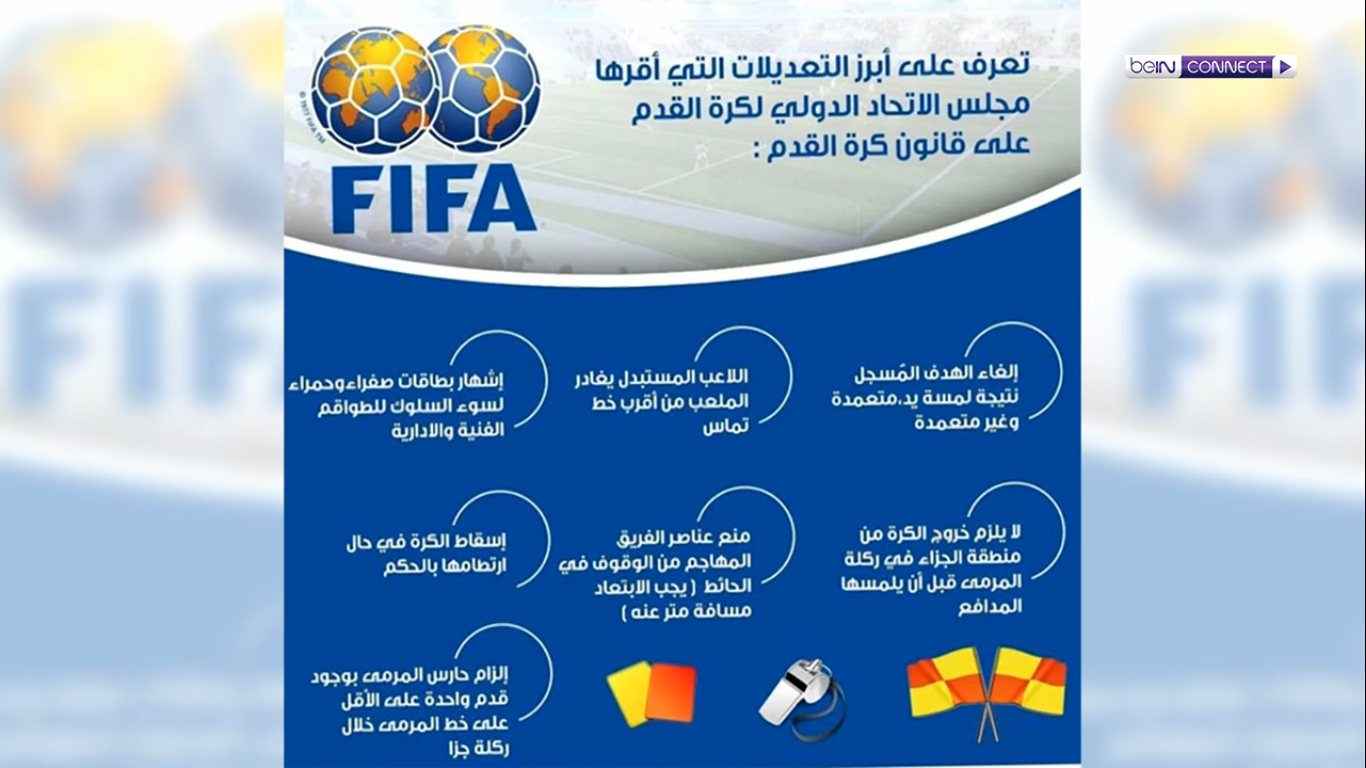 تعرف على أبرز التعديلات التي أقرها
مجلس الاتحاد الدولي لكرة القدم
على قانون كرة القدم :
beIN CONNECT
© 1977 FIFA TM
FIFA
إلغاء الهدف المُسجل
نتيجة لمسة يد،متعمدة
وغير متعمدة
اللاعب المستبدل يغادر
الملعب من أقرب خط
تماس
إشهار بطاقات صفراءوحمراء
لسوء السلوك للطواقم
الفنية والادارية
لا يلزم خروج الكرة من
منطقة الجزاء في ركلة
المرمى قبل أن يلمسها
المدافع
منع عناصر الفريق
المهاجم من الوقوف في
الحائط ( يجب الابتعاد
مسافة متر عنه )
إسقاط الكرة في حال
ارتطامها بالحكم
إلزام حارس المرمى بوجود
قدم واحدة على الأقل
على خط المرمى خلال
ركلة جزا